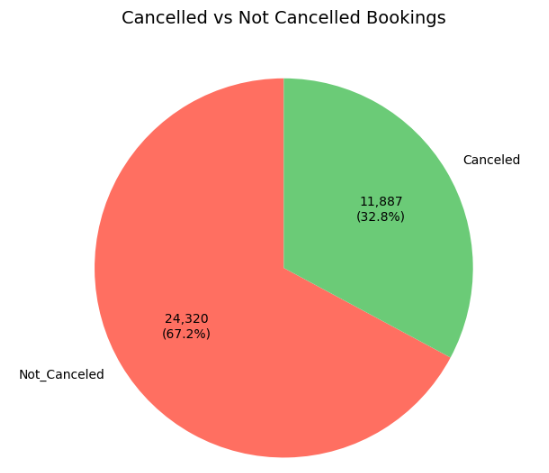 Cancelled vs Not Cancelled Bookings
Canceled
11,887
(32.8%)
24,320
(67.2%)
Not_Canceled